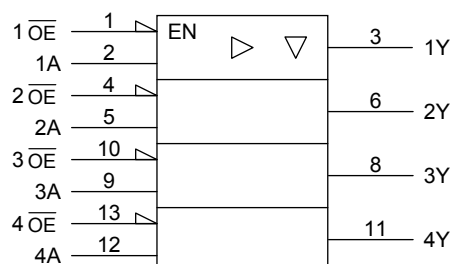 1 OE 1 EN
1A 2
3 1Y
2 OE 4
2A 5
6 2Y
3 OE 10
3A 9
8 3Y
4 OE 13
4A 12
11 4Y